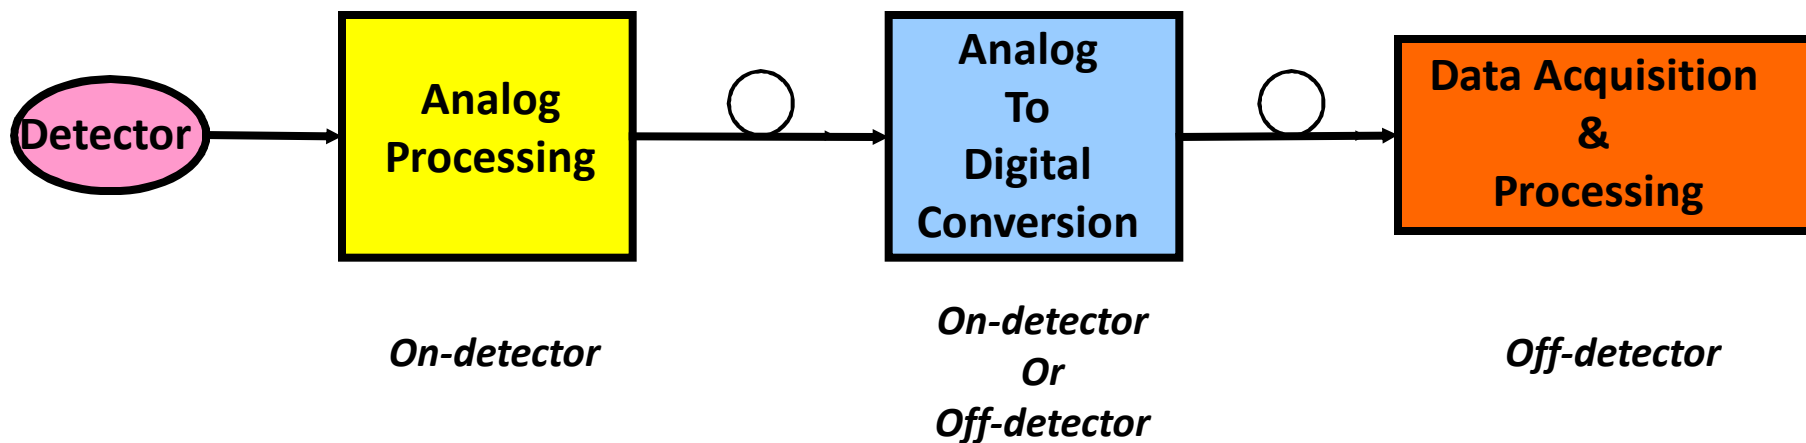 Detector
Analog
Processing
Analog
To
Digital
Conversion
Data Acquisition
&
Processing
On-detector
On-detector
Or
Off-detector
Off-detector